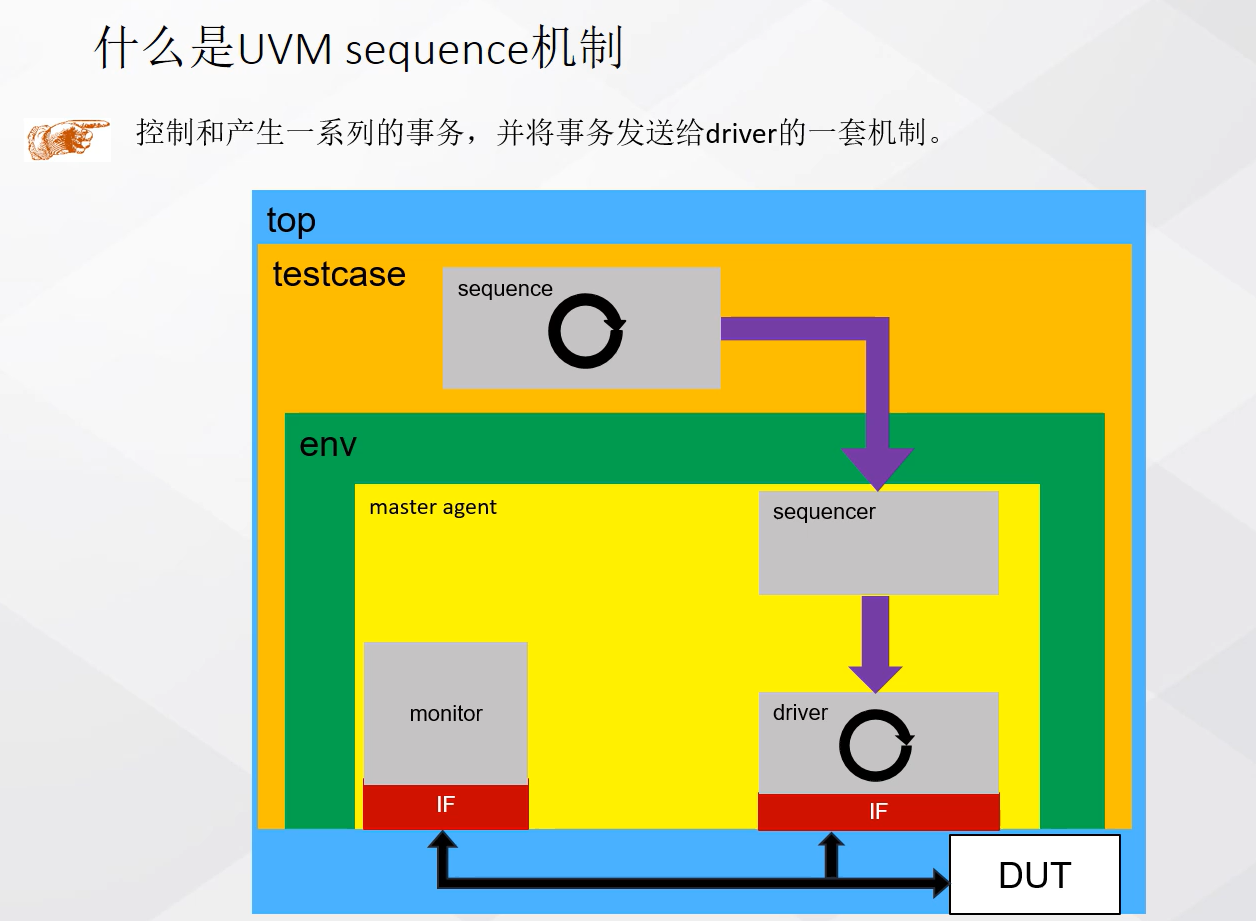 什么是UVM sequence机制
控制和产生一系列的事务，并将事务发送给driver的一套机制。
top
testcase
sequence
env
master agent
sequencer
monitor
driver
IF
IF
DUT